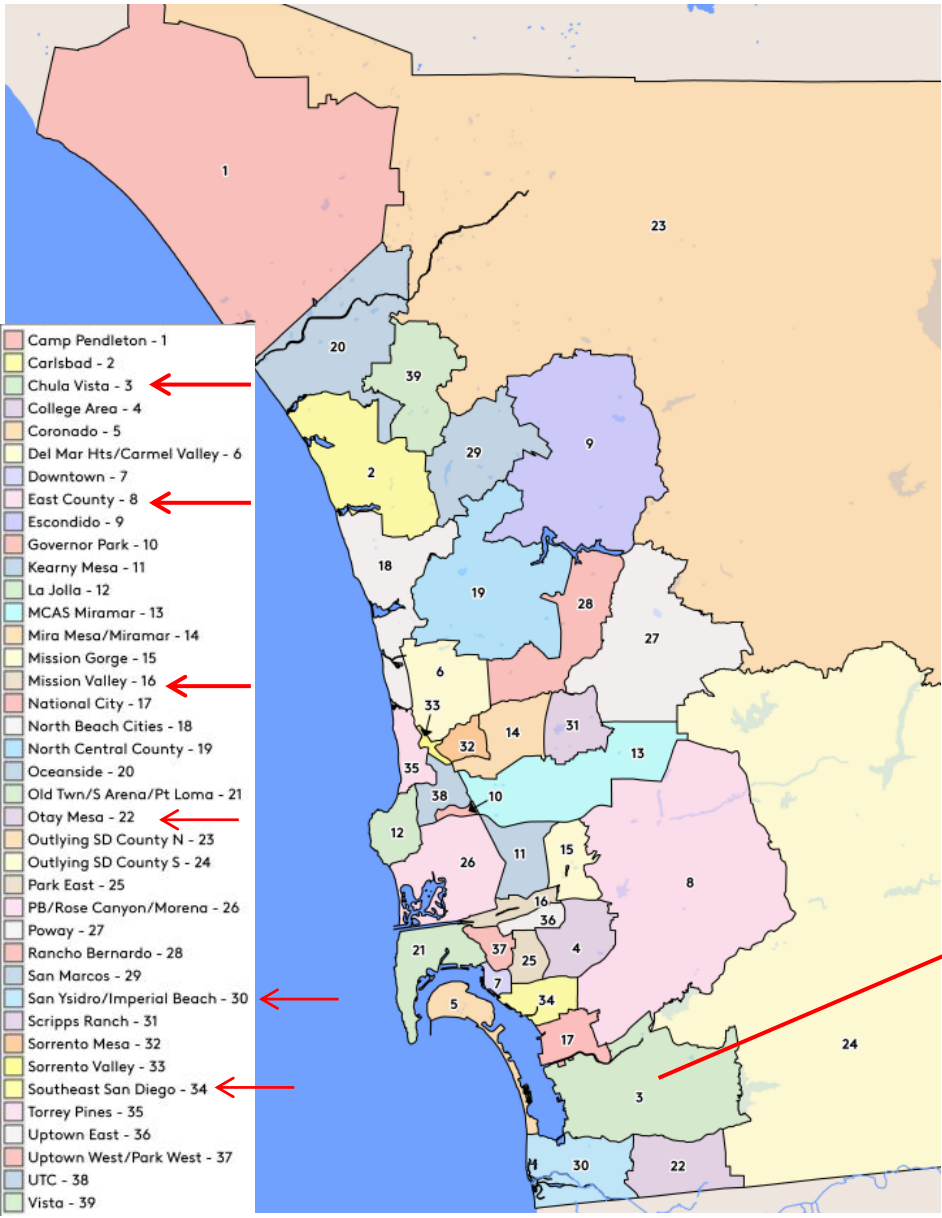 1
23
20
39
9
29
2
18
19
28
27
6
33
32
14
31
13
35
38
10
12
26
11
15
8
16
36
21
37
25
4
7
34
5
17
24
3
30
22
Camp Pendleton - 1
Carlsbad - 2
Chula Vista - 3
College Area - 4
Coronado - 5
Del Mar Hts/Carmel Valley - 6
Downtown - 7
East County - 8
Escondido - 9
Governor Park - 10
Kearny Mesa - 11
La Jolla - 12
MCAS Miramar - 13
Mira Mesa/Miramar - 14
Mission Gorge - 15
Mission Valley - 16
National City - 17
North Beach Cities - 18
North Central County - 19
Oceanside - 20
Old Twn/S Arena/Pt Loma - 21
Otay Mesa - 22
Outlying SD County N - 23
Outlying SD County S - 24
Park East - 25
PB/Rose Canyon/Morena - 26
Poway - 27
Rancho Bernardo - 28
San Marcos - 29
San Ysidro/Imperial Beach - 30
Scripps Ranch - 31
Sorrento Mesa - 32
Sorrento Valley - 33
Southeast San Diego - 34
Torrey Pines - 35
Uptown East - 36
Uptown West/Park West - 37
UTC - 38
Vista - 39